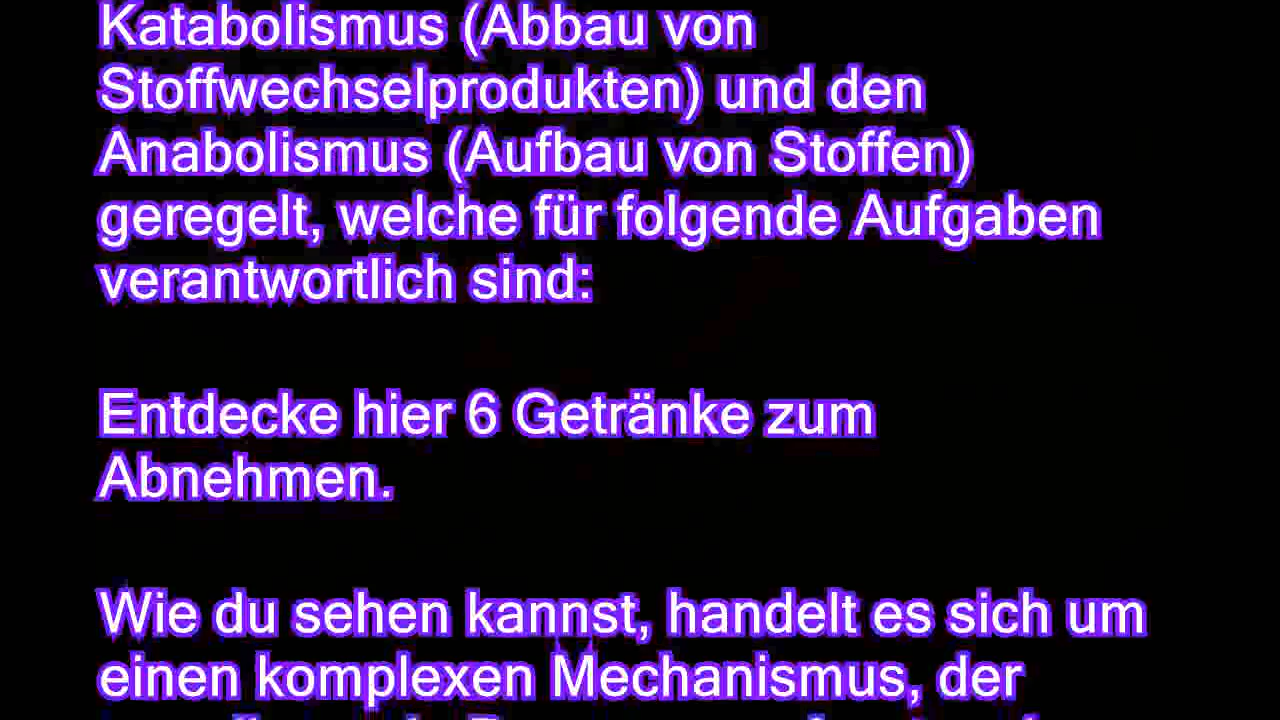 Katabolismus (Abbau von
Stoffwechselprodukten) und den
Anabolismus (Aufbau von Stoffen)
geregelt, welche für folgende Aufgaben
verantwortlich sind:
Entdecke hier 6 Getränke zum
Abnehmen.
Wie du sehen kannst, handelt es sich um
einen komplexen Mechanismus, der